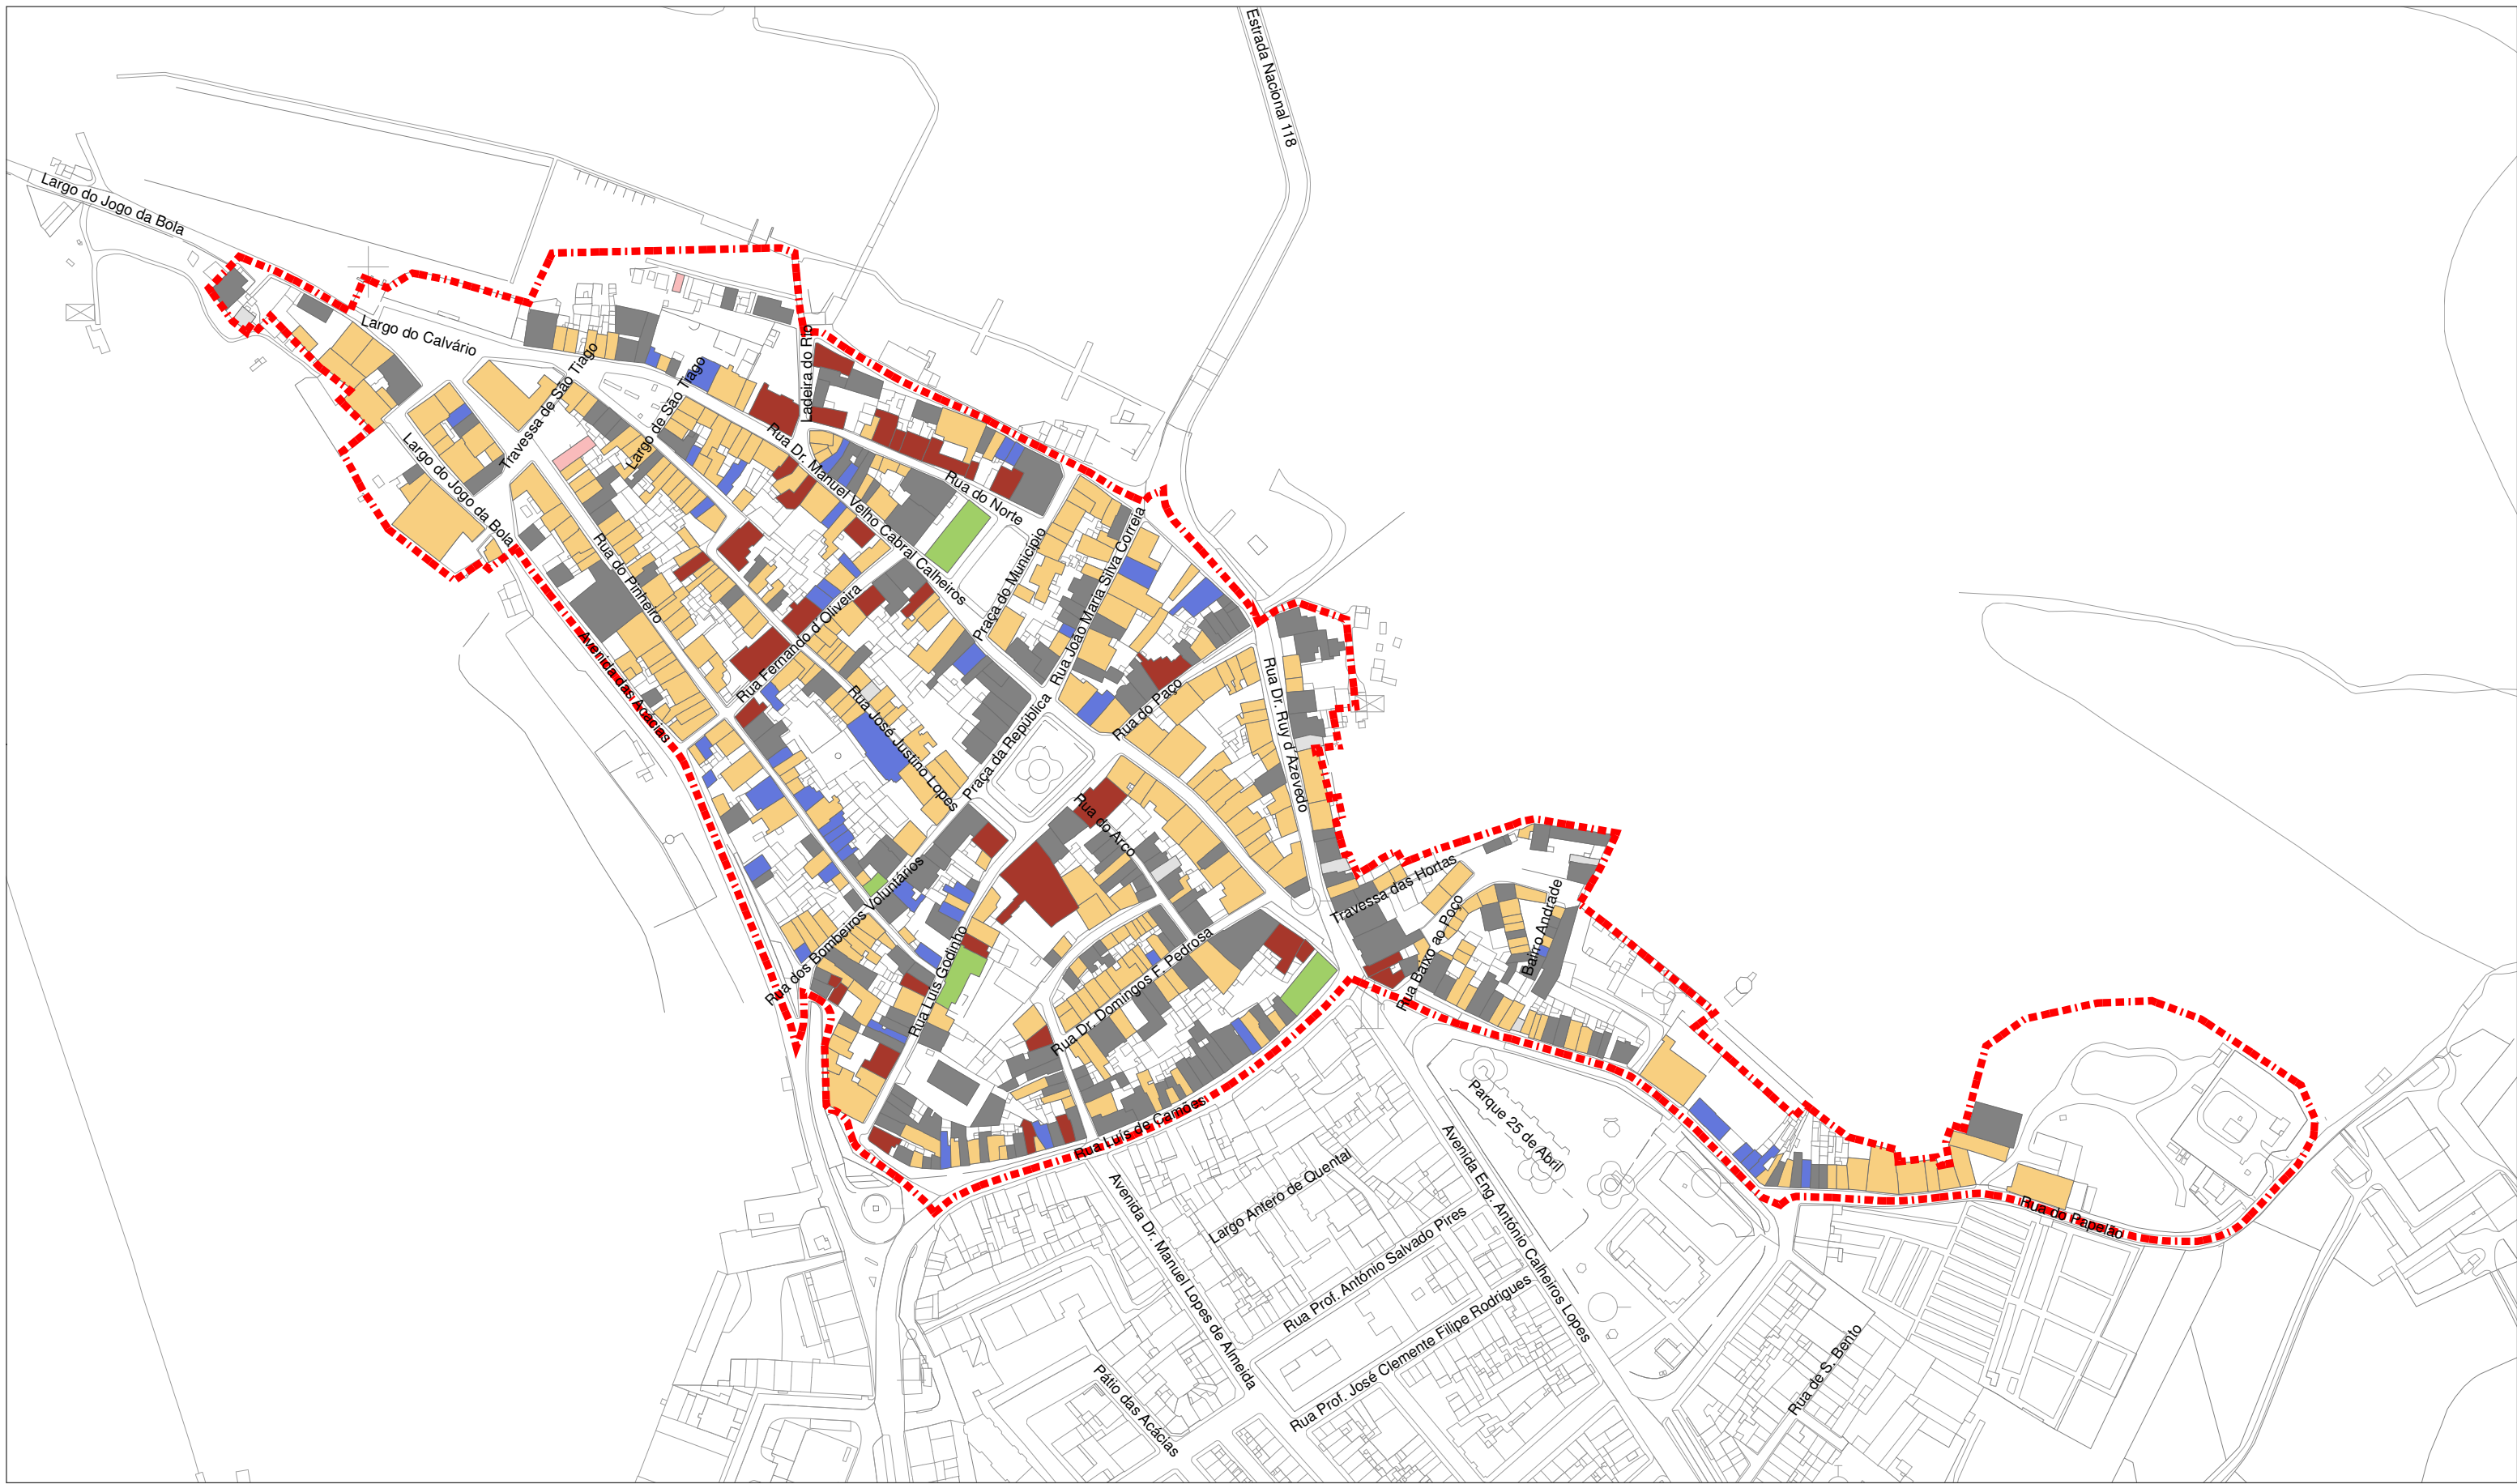 Estrada Nacional 118
Largo do Jogo da Bola
Largo do Calvário
Travessa de São Tiago
Largo de São Tiago
Ladeira do Rio
Largo do Jogo da Bola
Rua Dr. Manuel Velho Cabral Calheiros
Rua do Norte
Rua do Pinheiro
Praça do Município
Rua João Maria Silva Correia
Avenida das Acácias
Rua Fernando d'Oliveira
Rua José Justino Lopes
Praça da República
Rua do Paço
Rua Dr. Ruy d'Azevedo
Rua do Arco
Travessa das Hortas
Rua dos Bombeiros Voluntários
Rua Luís Godinho
Rua Dr. Domingos F. Pedrosa
Rua Baixo ao Poço
Bairro Andrade
Rua Luís de Camões
Parque 25 de Abril
Avenida Eng. António Calheiros Lopes
Largo Antero de Quental
Avenida Dr. Manuel Lopes de Almeida
Rua Prof. António Salvado Pires
Rua Prof. José Clemente Filipe Rodrigues
Rua do Papelão
Pátio das Acácias
Rua de S. Bento